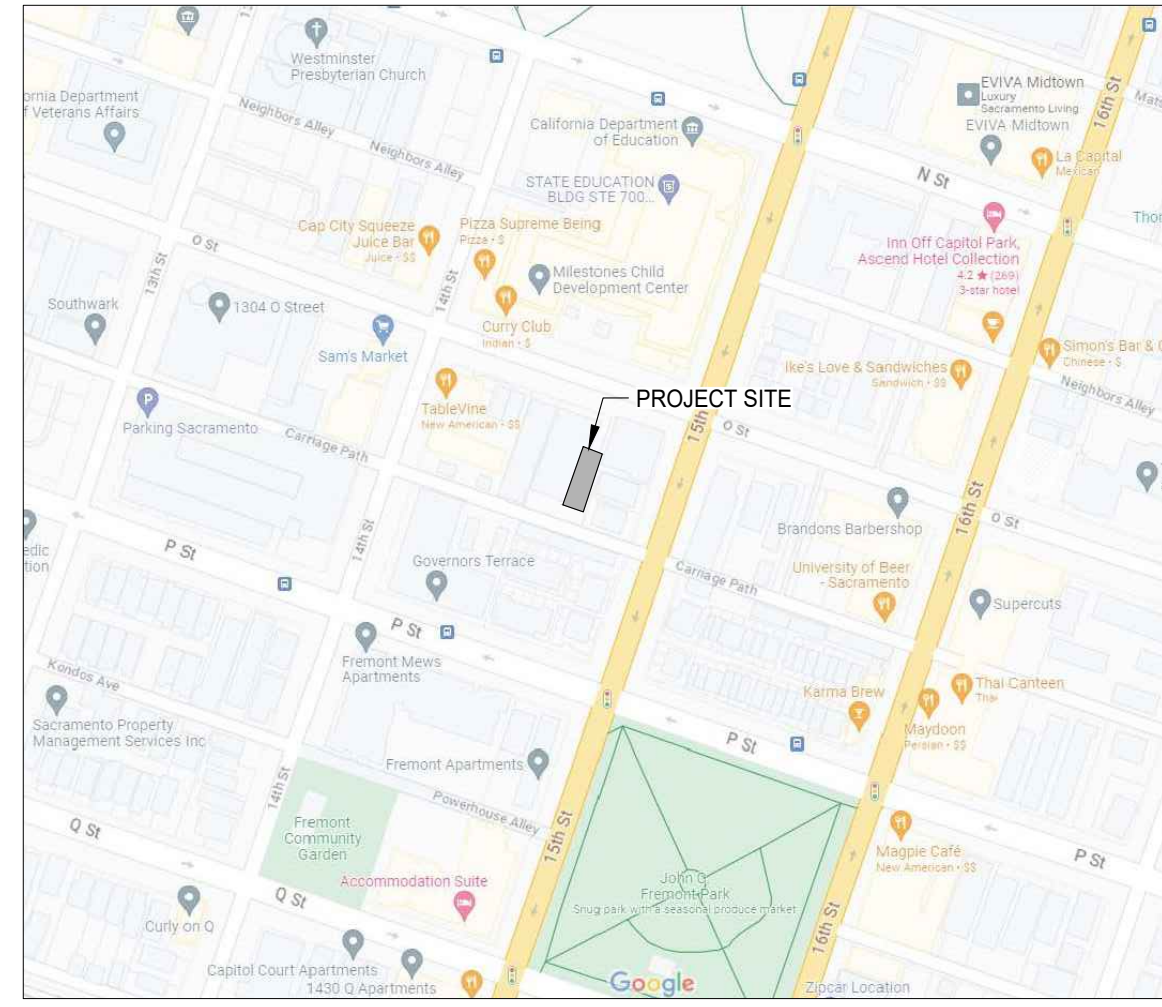 Westminster
Presbyterian Church
EVIVA Midtown
Luxury
Sacramento Living
EVIVA Midtown
16th St
ornia Department
f Veterans Affairs
Neighbors Alley
Neighbors Alley
California Department
of Education
La Capital
Mexican
N St
STATE EDUCATION
BLDG STE 700...
Cap City Squeeze
Juice Bar
Juice • $$
Pizza Supreme Being
Pizza • $
Inn Off Capitol Park,
Ascend Hotel Collection
4.2 ★ (269)
3-star hotel
O St
13th St
14th St
Milestones Child
Development Center
Southwark
1304 O Street
Curry Club
Indian • $
Sam's Market
Simon's Bar & C
Chinese • $
Ike's Love & Sandwiches
Sandwich • $$
Neighbors Alley
PROJECT SITE
TableVine
New American • $$
P
Parking Sacramento
Carriage Path
15th
O St
16th St
O St
Brandons Barbershop
P St
14th St
Governors Terrace
Carriage Path
University of Beer
- Sacramento
Supercuts
P St
Fremont Mews
Apartments
Kondos Ave
Karma Brew
Thai Canteen
Thai
Maydoon
Persian • $$
Sacramento Property
Management Services Inc
P St
Fremont Apartments
14th St
Powerhouse Alley
Q St
Fremont
Community
Garden
15th St
Magpie Café
New American • $$
P St
Accommodation Suite
John C
Fremont Park
Snug park with a seasonal produce market
Q St
Curly on Q
16th St
Capitol Court Apartments
1430 Q Apartments
Google
Zipcar Location